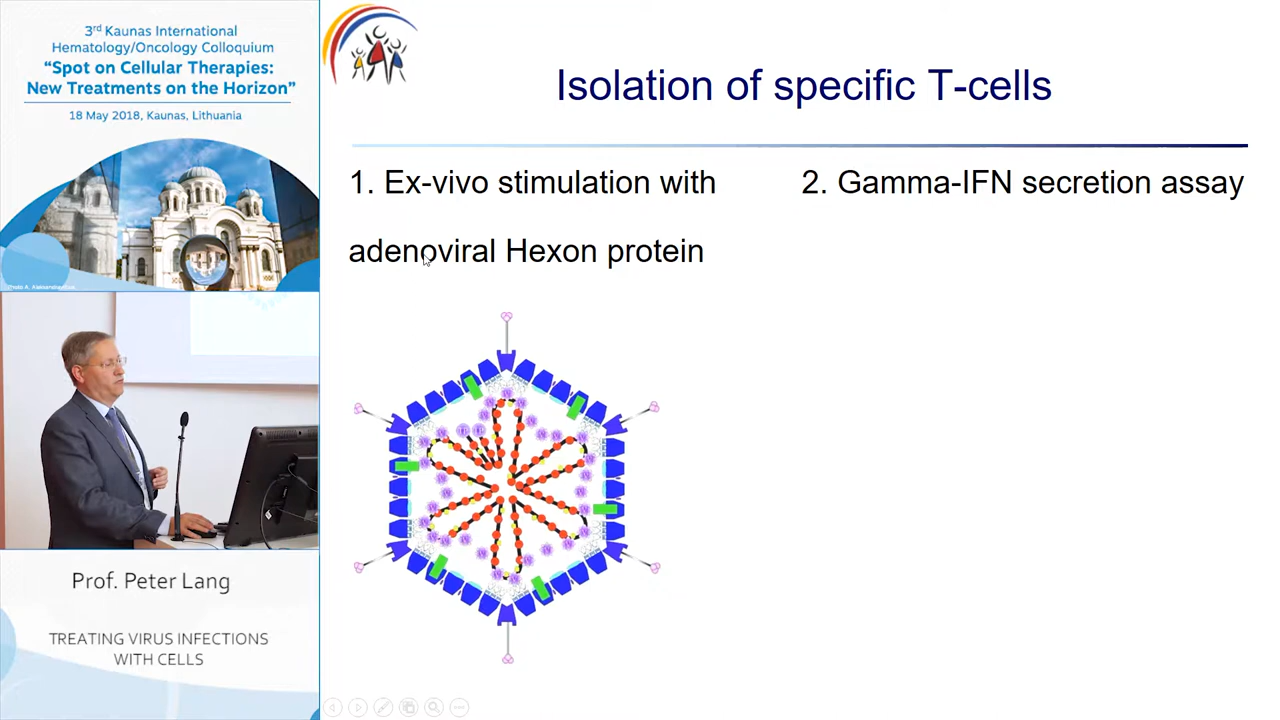 3rd Kaunas International
Hematology/Oncology Colloquium
“Spot on Cellular Therapies:
New Treatments on the Horizon”
18 May 2018, Kaunas, Lithuania
Prof. Peter Lang
TREATING VIRUS INFECTIONS
WITH CELLS
Isolation of specific T-cells
1. Ex-vivo stimulation with
adenoviral Hexon protein
2. Gamma-IFN secretion assay